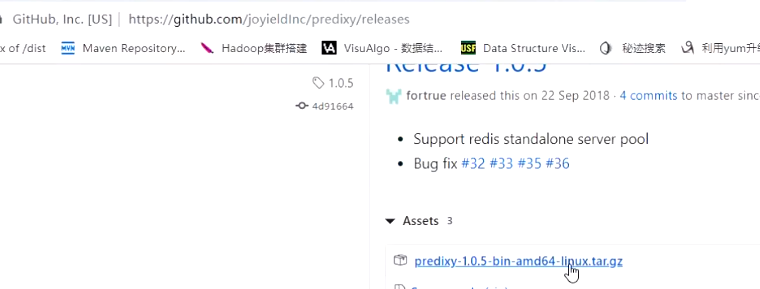 GitHub, Inc. [US] | https://github.com/joyieldInc/predixy/releases
x of /dist MVN Maven Repository... Hadoop集群搭建 VA VisuAlgo - 数据结... USF Data Structure Vis... 秘迹搜索 利用yum升级
Release 1.0.5
1.0.5
fortrue released this on 22 Sep 2018 · 4 commits to master sinc
4d91664
• Support redis standalone server pool
• Bug fix #32 #33 #35 #36
Assets 3
predixy-1.0.5-bin-amd64-linux.tar.gz